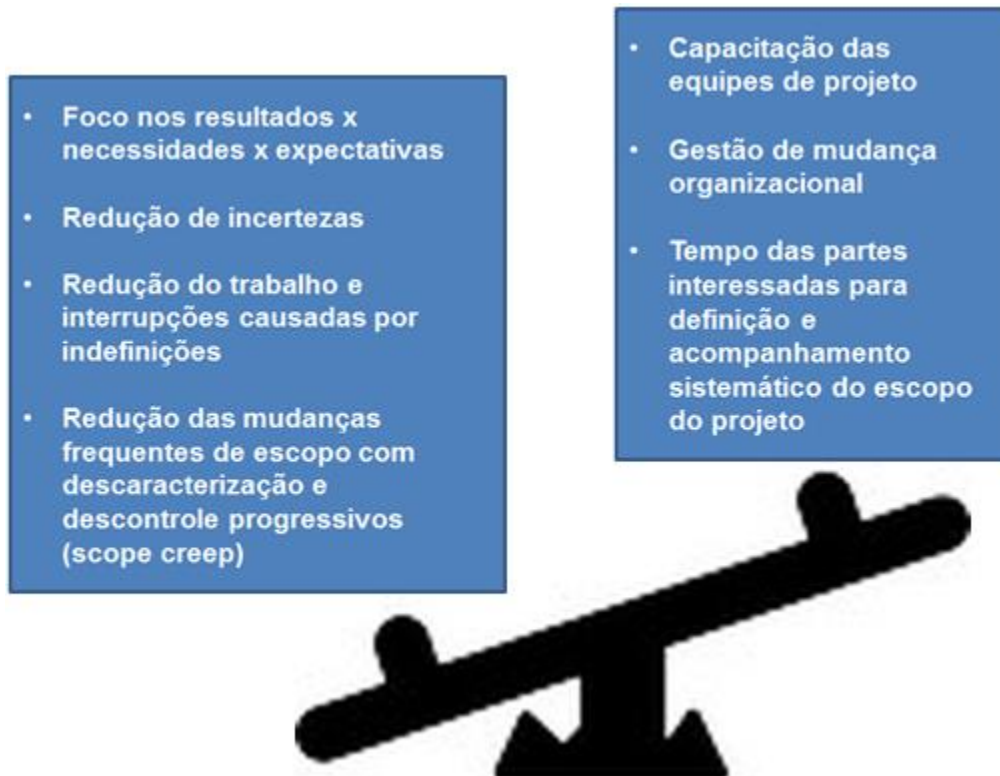 • Foco nos resultados x
necessidades x expectativas
• Redução de incertezas
• Redução do trabalho e
interrupções causadas por
indefinições
• Redução das mudanças
frequentes de escopo com
descaracterização e
descontrole progressivos
(scope creep)
• Capacitação das
equipes de projeto
• Gestão de mudança
organizacional
• Tempo das partes
interessadas para
definição e
acompanhamento
sistemático do escopo
do projeto